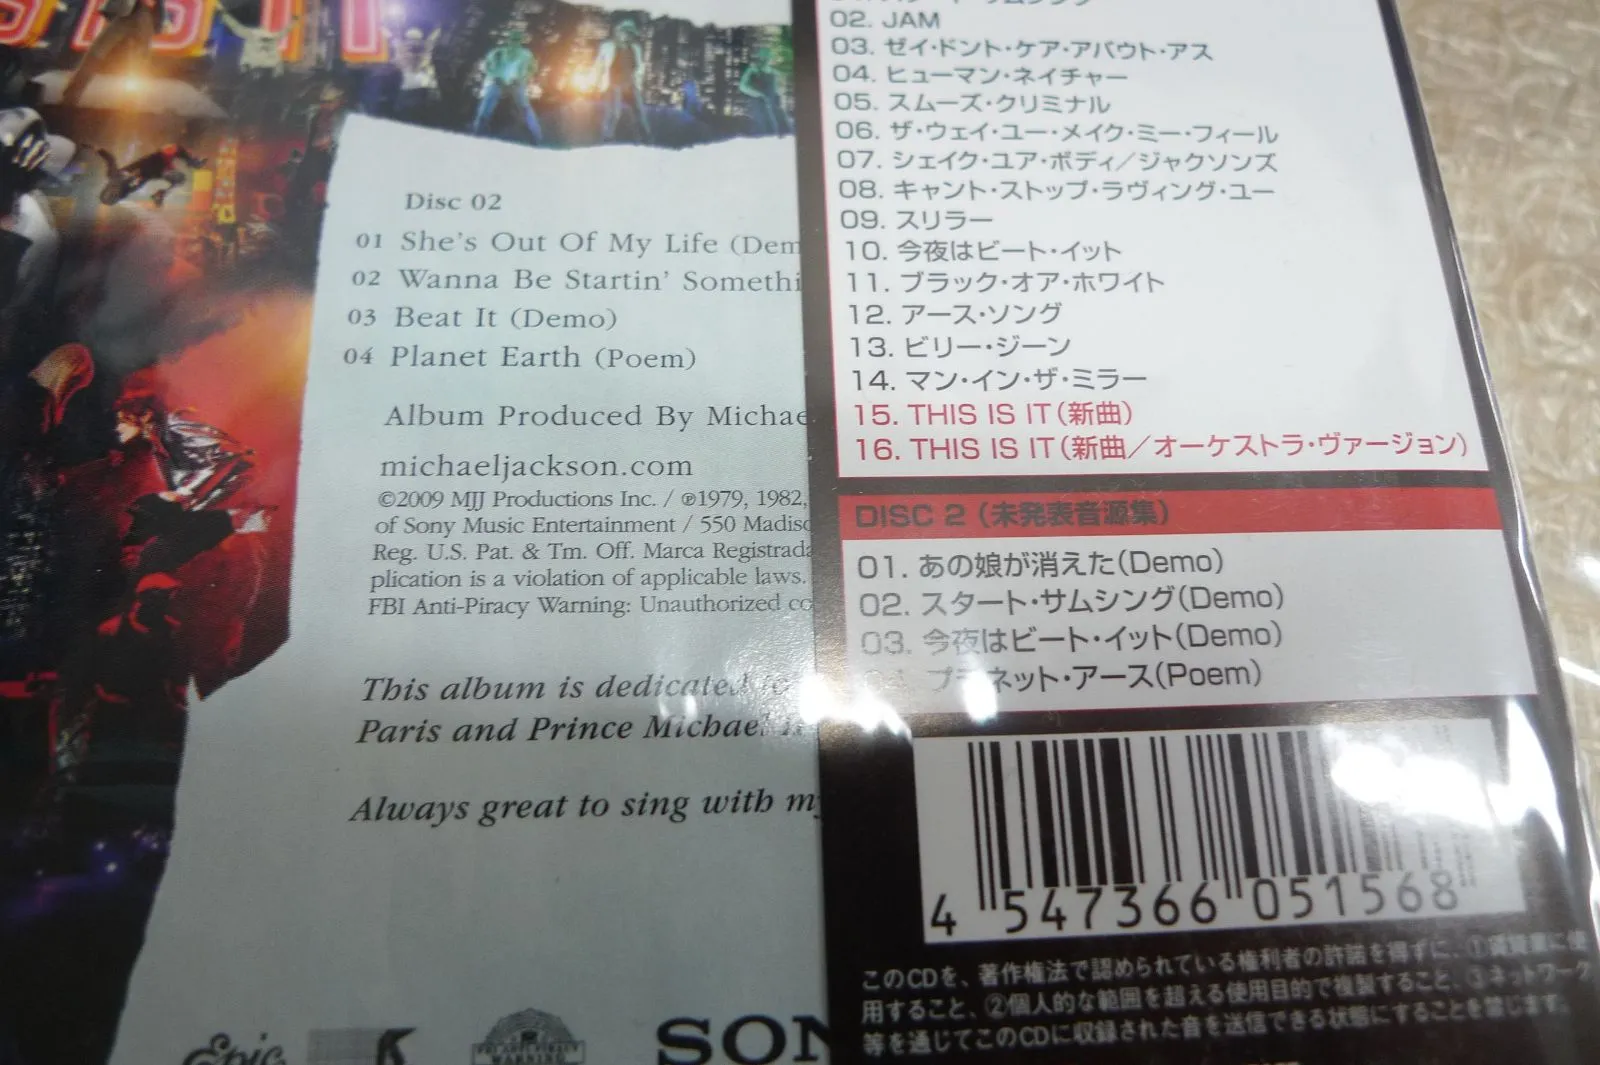 Disc 02
01 She's Out Of My Life (Dem
02 Wanna Be Startin' Somethi
03 Beat It (Demo)
04 Planet Earth (Poem)
Album Produced By Michae
michaeljackson.com
©2009 MJJ Productions Inc. / ℗1979, 1982,
of Sony Music Entertainment / 550 Madiso
Reg. U.S. Pat. & Tm. Off. Marca Registrada
plication is a violation of applicable laws.
FBI Anti-Piracy Warning: Unauthorized co
This album is dedicated
Paris and Prince Michael
Always great to sing with my
Epic
FBI ANTI-PIRACY
WARNING
SON
02. JAM
03. ゼイ・ドント・ケア・アバウト・アス
04. ヒューマン・ネイチャー
05. スムーズ・クリミナル
06. ザ・ウェイ・ユー・メイク・ミー・フィール
07. シェイク・ユア・ボディ／ジャクソンズ
08. キャント・ストップ・ラヴィング・ユー
09. スリラー
10. 今夜はビート・イット
11. ブラック・オア・ホワイト
12. アース・ソング
13. ビリー・ジーン
14. マン・イン・ザ・ミラー
15. THIS IS IT（新曲）
16. THIS IS IT（新曲／オーケストラ・ヴァージョン）
DISC 2（未発表音源集）
01. あの娘が消えた(Demo)
02. スタート・サムシング(Demo)
03. 今夜はビート・イット(Demo)
04. プラネット・アース(Poem)
4 547366 051568
このCDを、著作権法で認められている権利者の許諾を得ずに、①賃貸業に使
用すること、②個人的な範囲を超える使用目的で複製すること、③ネットワーク
等を通じてこのCDに収録された音を送信できる状態にすることを禁じます。